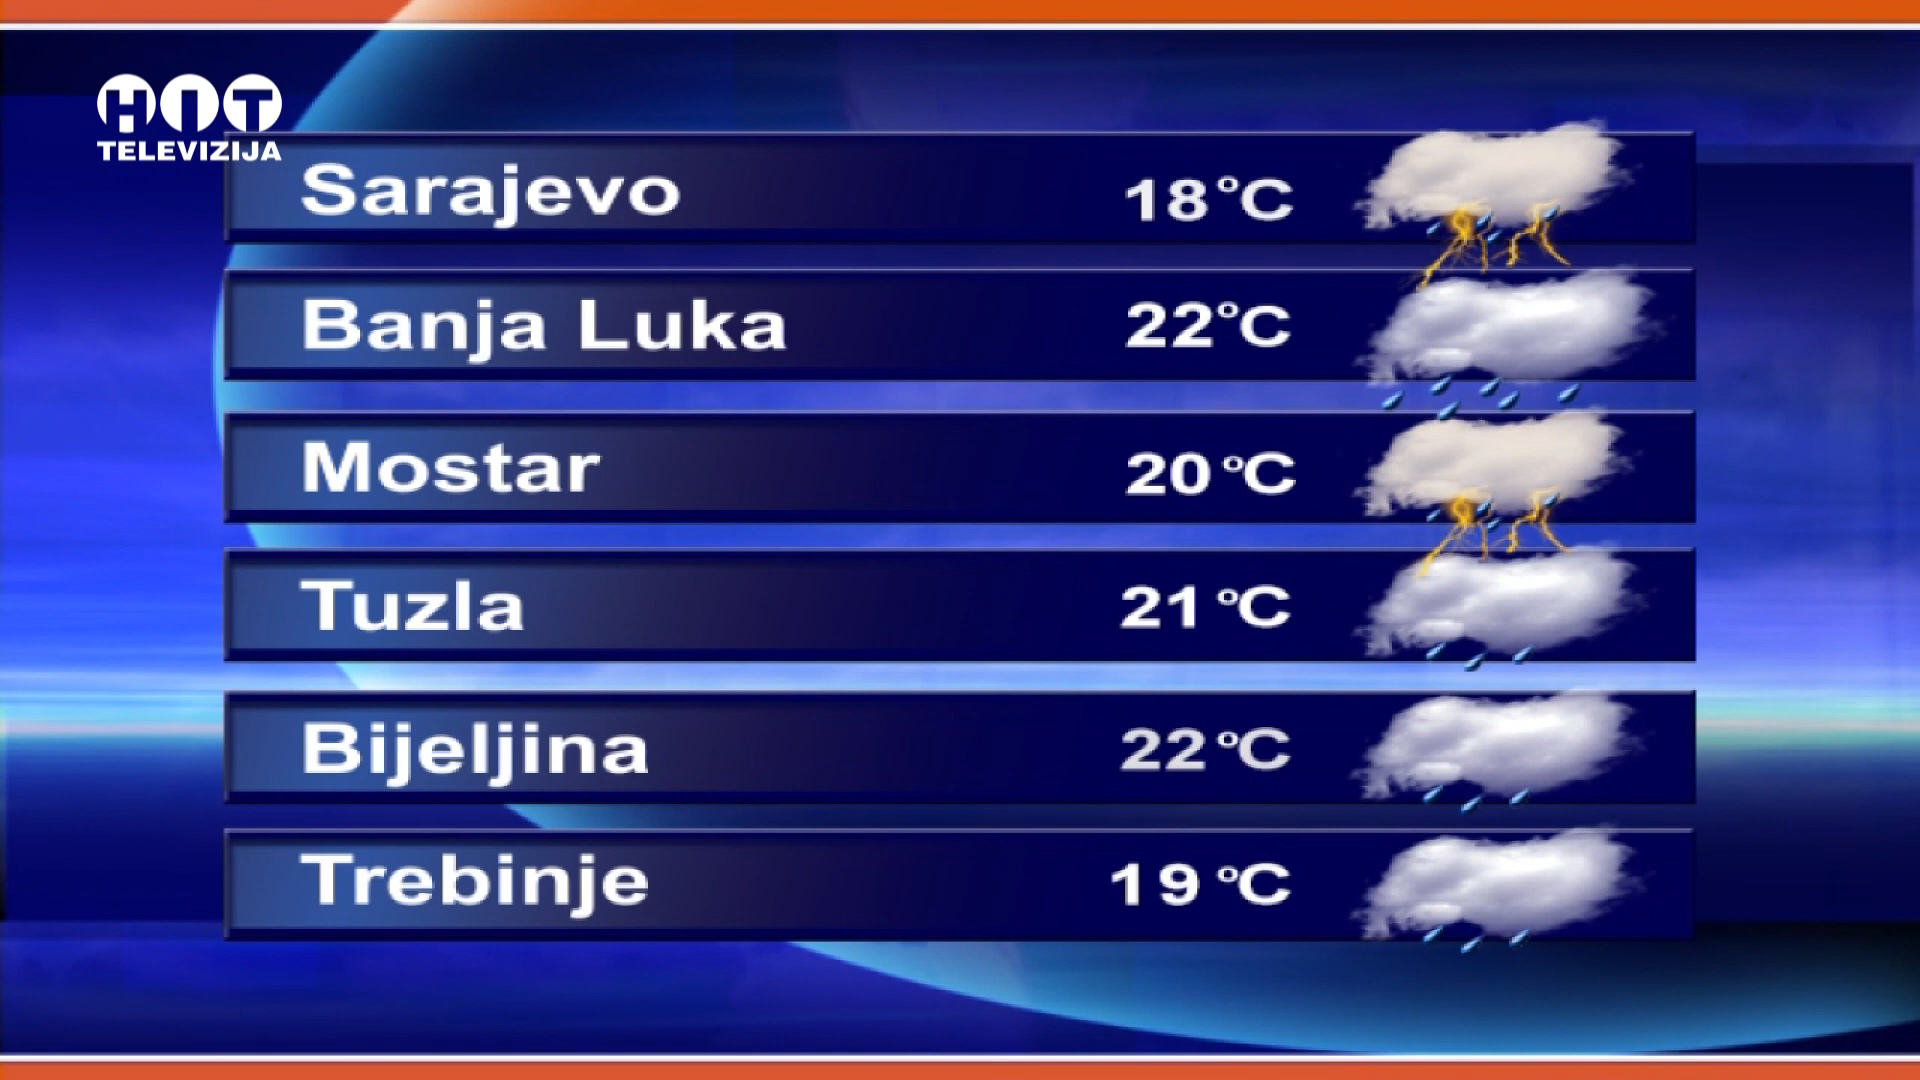 HIT
TELEVIZIJA
Sarajevo 18°C
Banja Luka 22°C
Mostar 20°C
Tuzla 21°C
Bijeljina 22°C
Trebinje 19°C